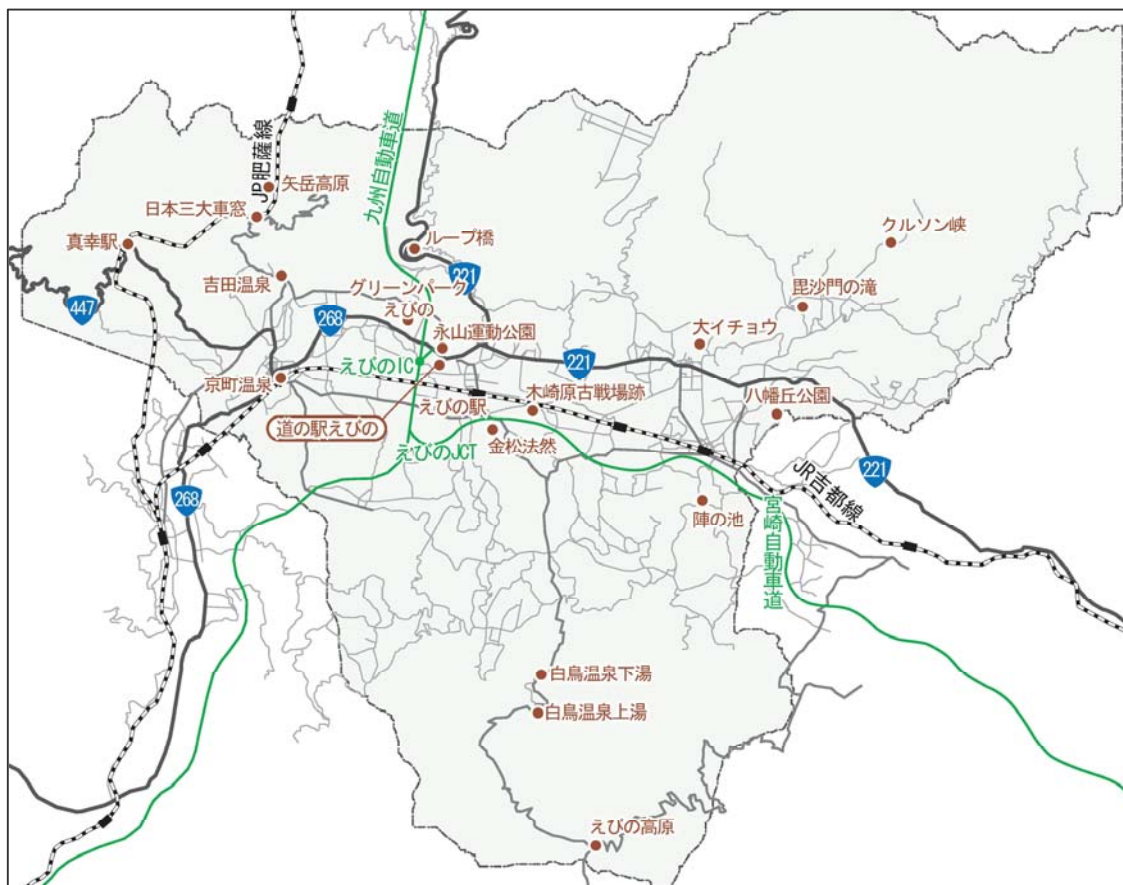 九州自動車道
JP肥薩線
矢岳高原
日本三大車窓
真幸駅
ループ橋
クルソン峡
吉田温泉
221
グリーンパーク
えびの
毘沙門の滝
447
268
永山運動公園
大イチョウ
えびのIC
221
京町温泉
木崎原古戦場跡
八幡丘公園
えびの駅
道の駅えびの
金松法然
えびのJCT
221
JR吉都線
268
陣の池
宮崎自動車道
白鳥温泉下湯
白鳥温泉上湯
えびの高原